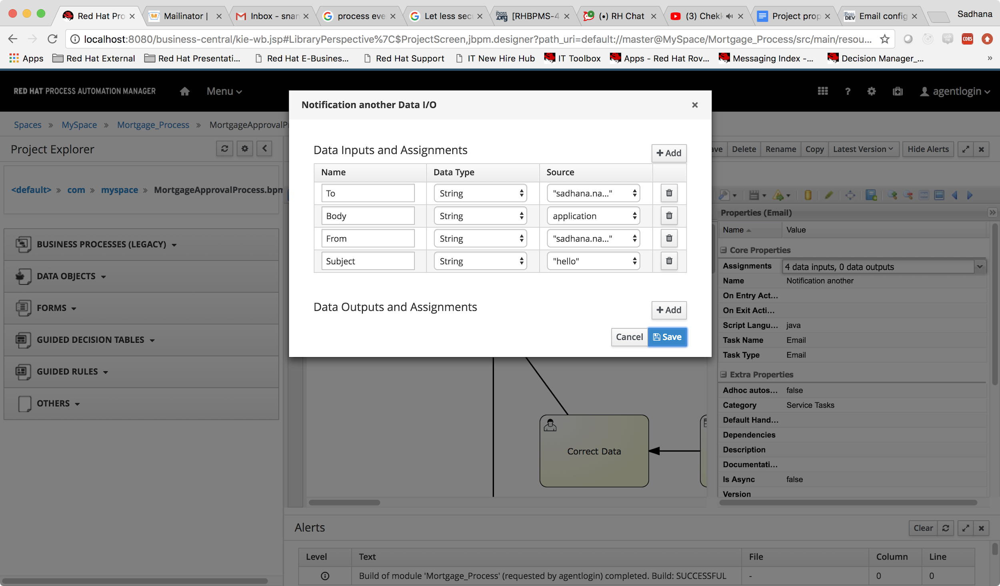 Red Hat Pro
Mailinator |
Inbox - snan
process eve
Let less sec
[RHBPMS-4
(•) RH Chat
(3) Chekk
Project prop
Email config
Sadhana
localhost:8080/business-central/kie-wb.jsp#LibraryPerspective%7C$ProjectScreen,jbpm.designer?path_uri=default://master@MySpace/Mortgage_Process/src/main/resou...
CORS
Apps
Red Hat External
Red Hat Presentati...
Red Hat E-Busines...
Red Hat Support
IT New Hire Hub
IT Toolbox
Apps - Red Hat Rov...
Messaging Index -...
Decision Manager_...
»
RED HAT PROCESS AUTOMATION MANAGER
Menu
agentlogin
Spaces » MySpace » Mortgage_Process » MortgageApprovalP
Project Explorer
<default> » com » myspace » MortgageApprovalProcess.bpm
BUSINESS PROCESSES (LEGACY)
DATA OBJECTS
FORMS
GUIDED DECISION TABLES
GUIDED RULES
OTHERS
Notification another Data I/O
Data Inputs and Assignments
Add
Name Data Type Source
To String "sadhana.na..."
Body String application
From String "sadhana.na..."
Subject String "hello"
Data Outputs and Assignments
Add
Cancel Save
ave Delete Rename Copy Latest Version Hide Alerts
Properties (Email)
Name Value
Core Properties
Assignments 4 data inputs, 0 data outputs
Name Notification another
On Entry Act...
On Exit Acti...
Script Langu... java
Task Name Email
Task Type Email
Extra Properties
Adhoc autos... false
Category Service Tasks
Default Hand...
Dependencies
Description
Documentati...
Is Async false
Version
Correct Data
Alerts
Clear
Level Text File Column Line
Build of module 'Mortgage_Process' (requested by agentlogin) completed. Build: SUCCESSFUL - 0 0